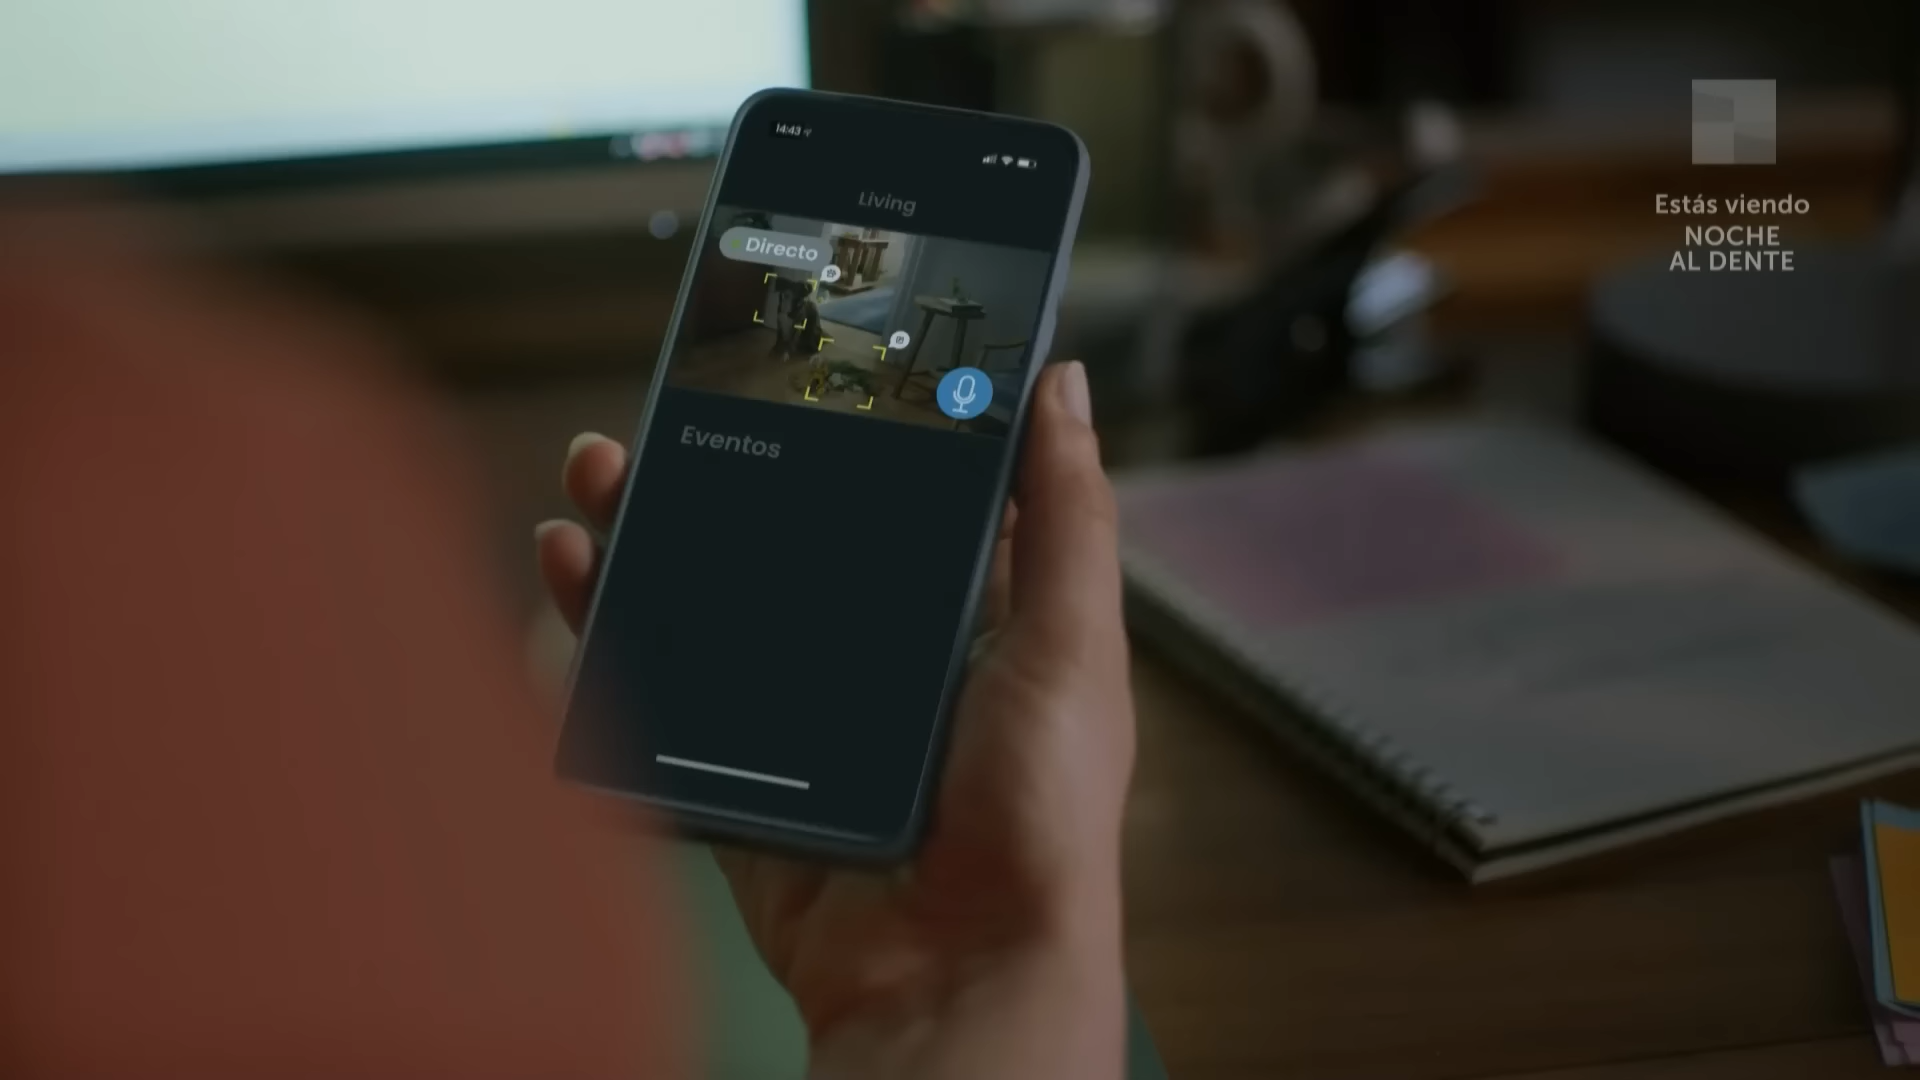 14:43
Living
Directo
Eventos
Estás viendo
NOCHE
AL DENTE